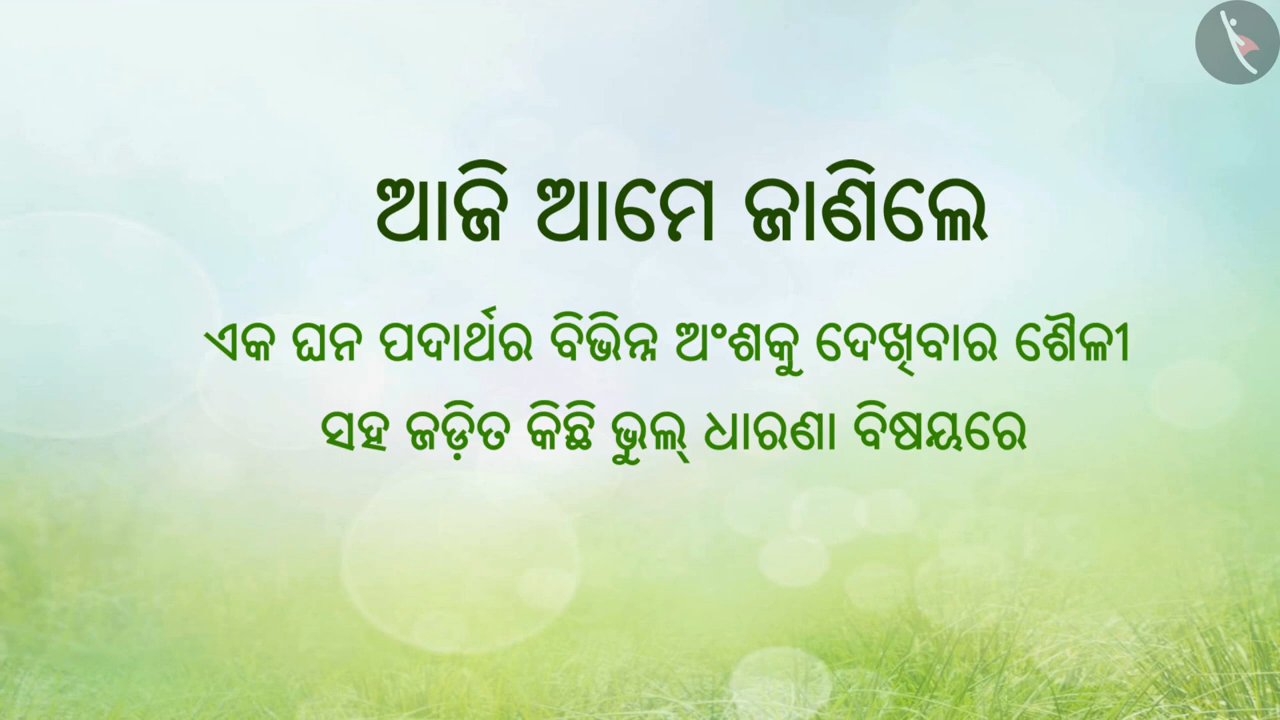 ଆଜି ଆମେ ଜାଣିଲେ
ଏକ ଘନ ପଦାର୍ଥର ବିଭିନ୍ନ ଅଂଶକୁ ଦେଖିବାର ଶୈଳୀ
ସହ ଜଡ଼ିତ କିଛି ଭୁଲ୍ ଧାରଣା ବିଷୟରେ